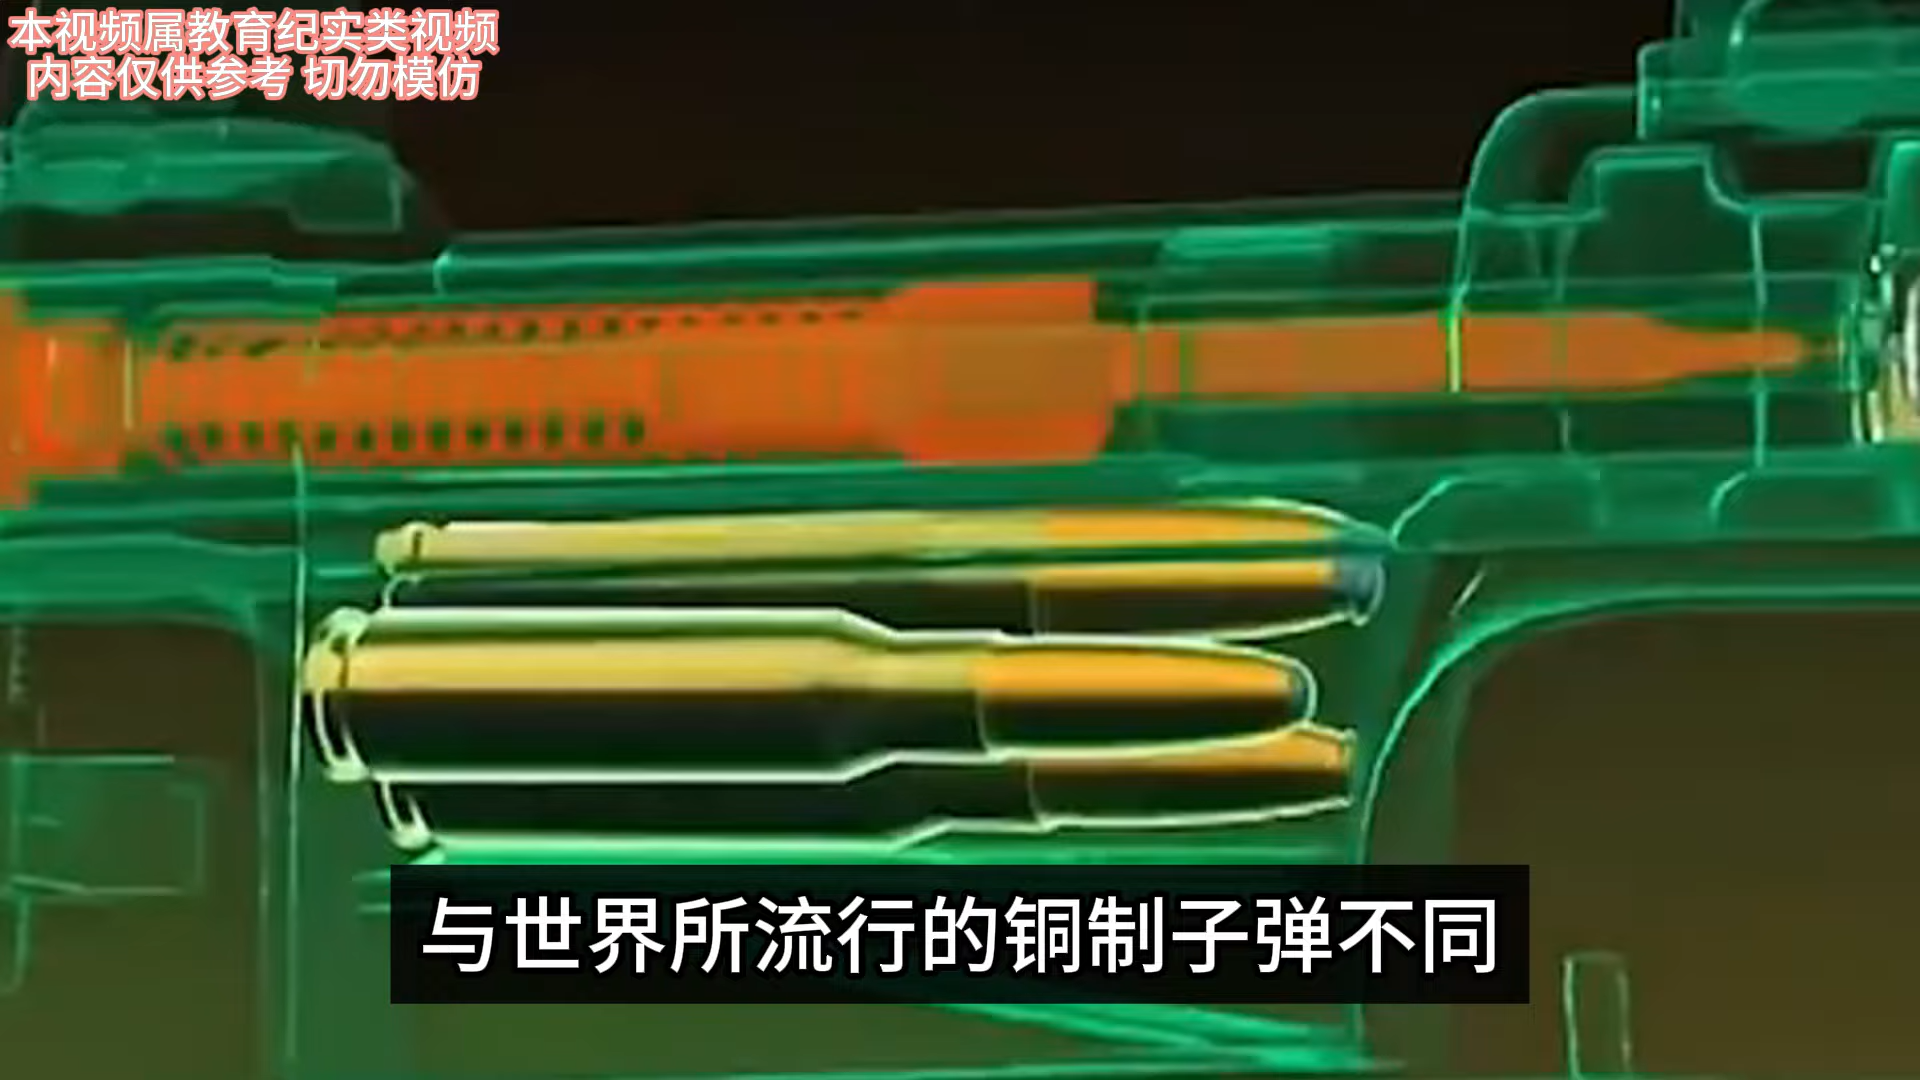 本视频属教育纪实类视频
内容仅供参考 切勿模仿
与世界所流行的铜制子弹不同